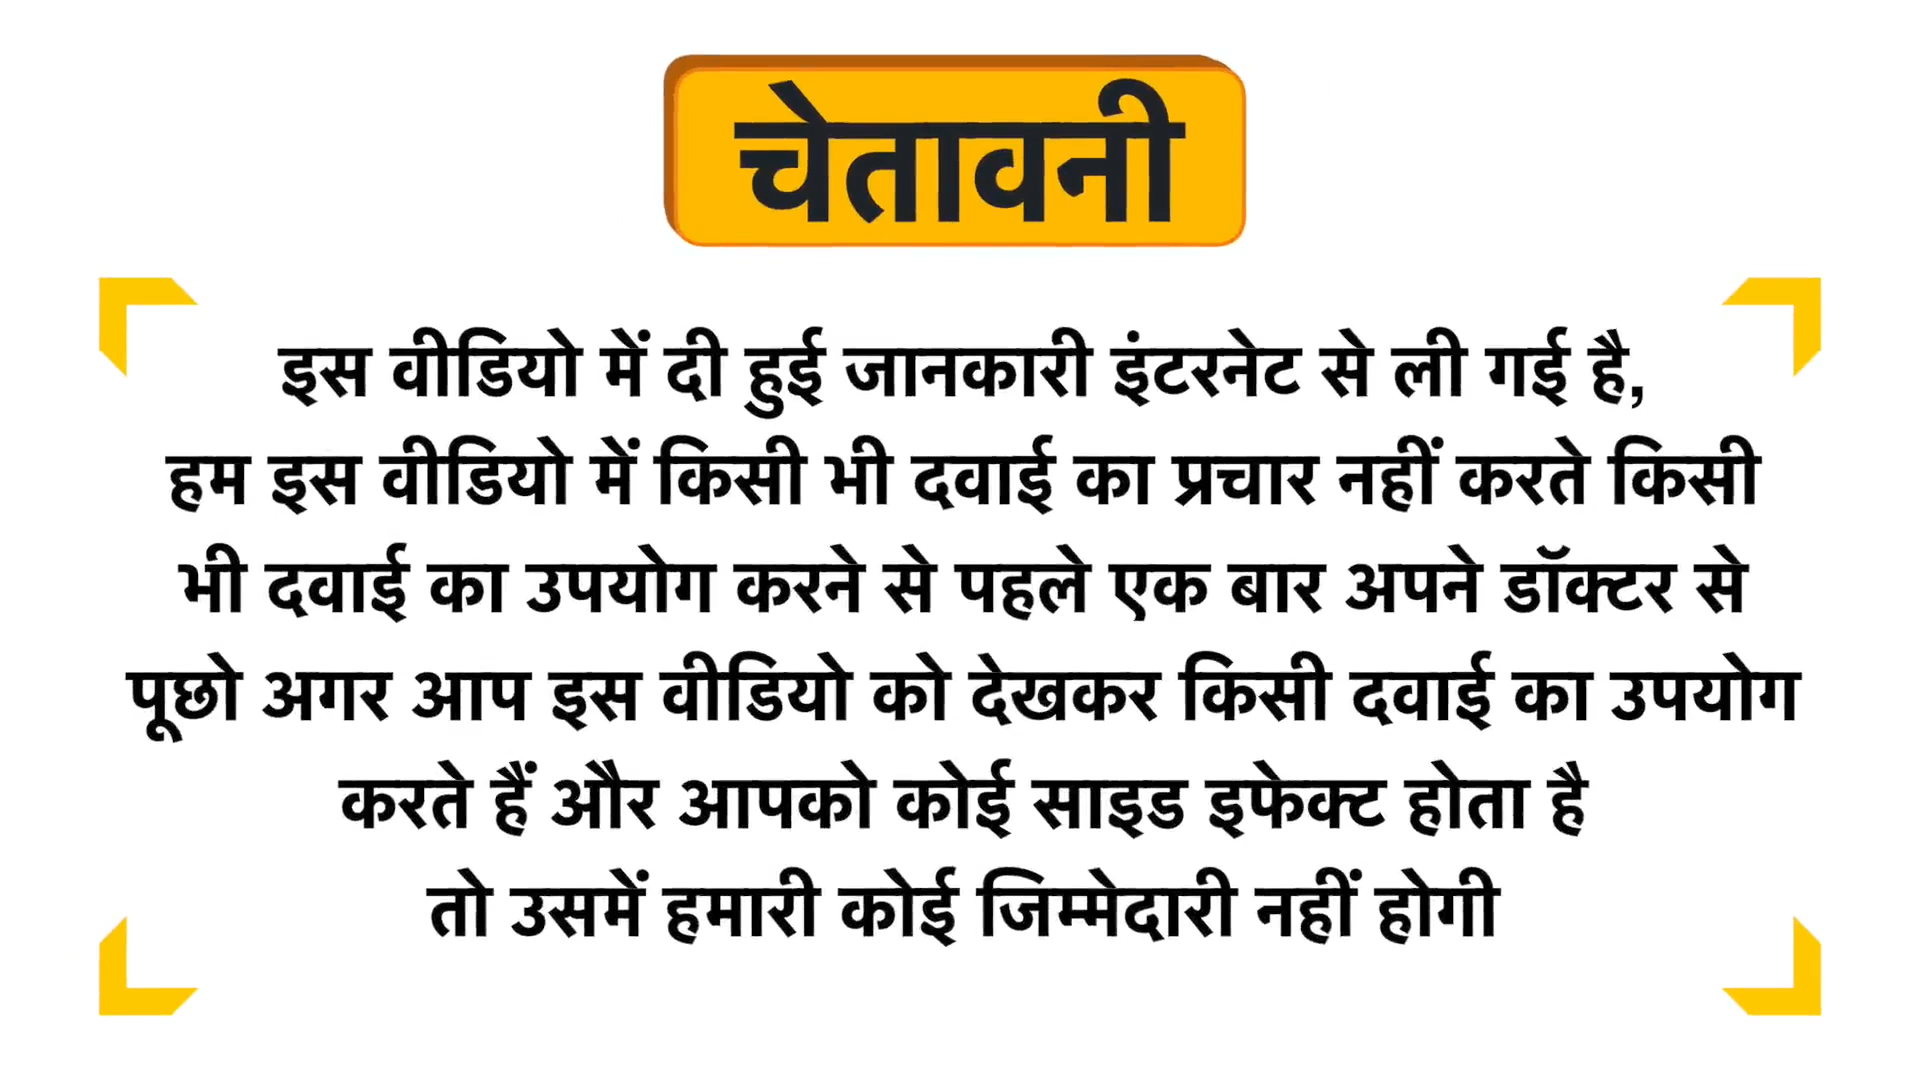 चेतावनी
इस वीडियो में दी हुई जानकारी इंटरनेट से ली गई है,
हम इस वीडियो में किसी भी दवाई का प्रचार नहीं करते किसी
भी दवाई का उपयोग करने से पहले एक बार अपने डॉक्टर से
पूछो अगर आप इस वीडियो को देखकर किसी दवाई का उपयोग
करते हैं और आपको कोई साइड इफेक्ट होता है
तो उसमें हमारी कोई जिम्मेदारी नहीं होगी